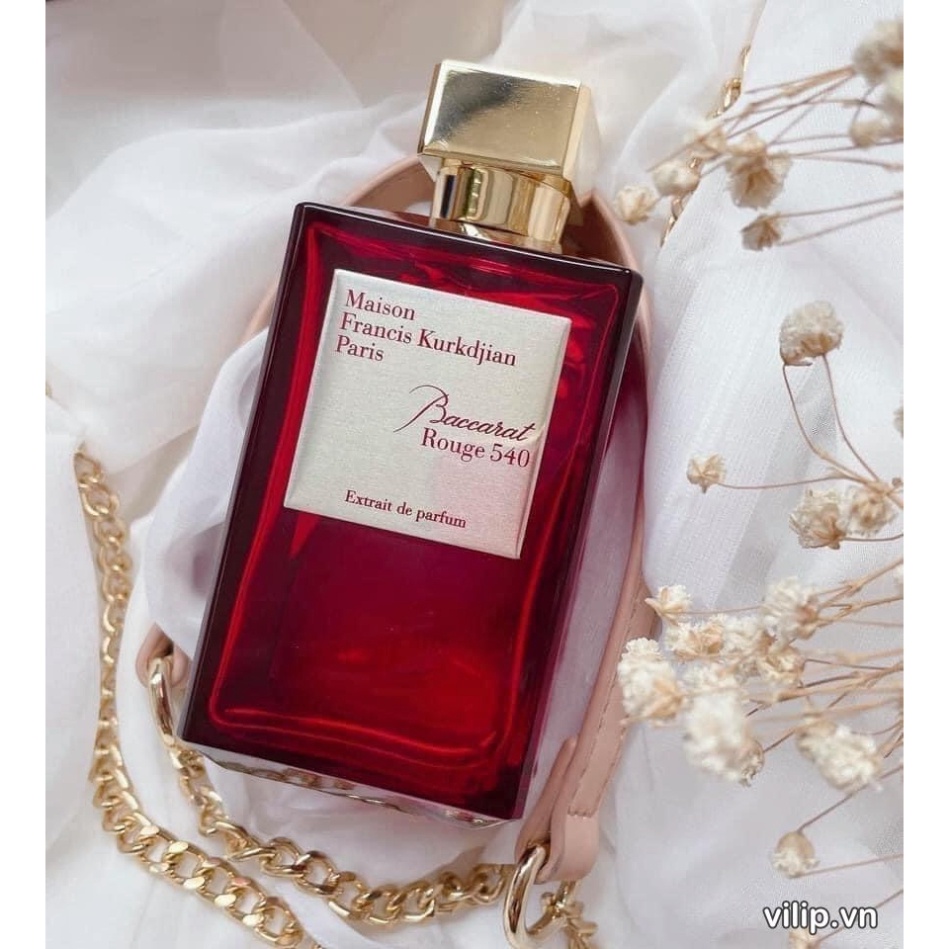 Maison
Francis Kurkdjian
Paris
Baccarat
Rouge 540
Extrait de parfum
vilip.vn